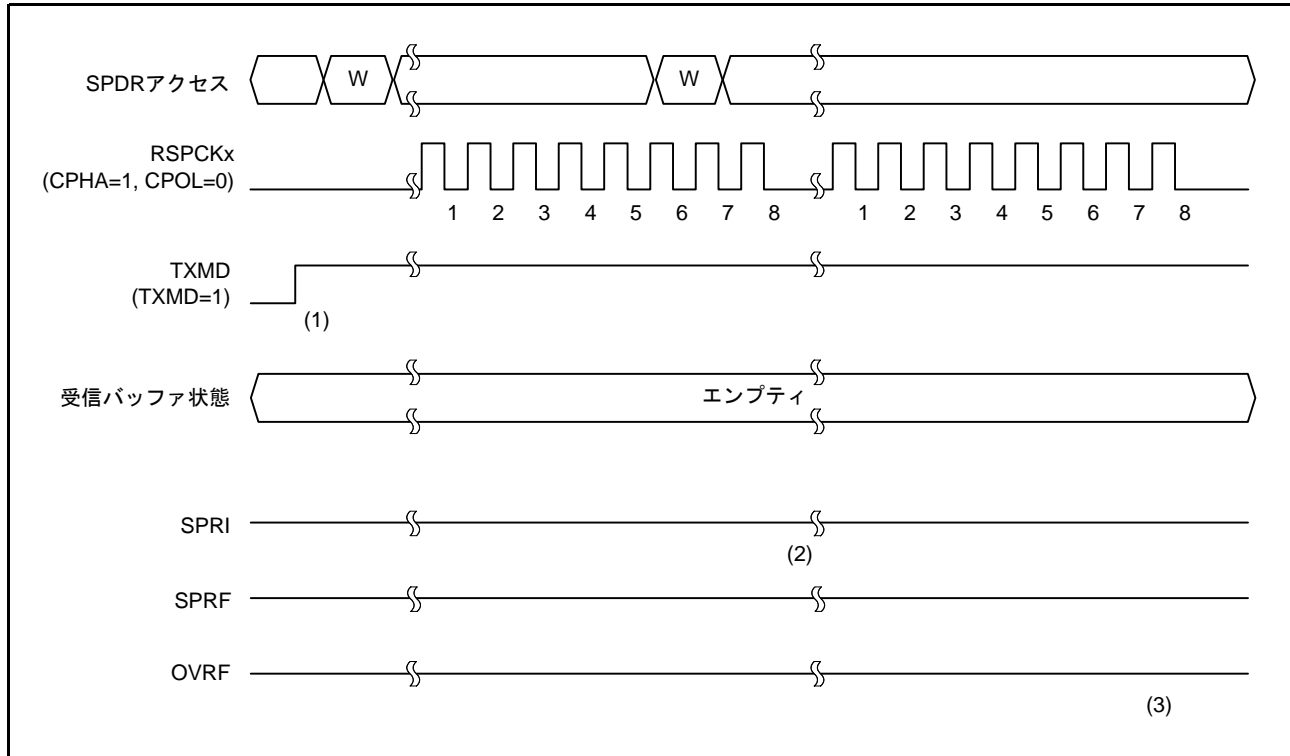 SPDRアクセス
W
W
RSPCKx
(CPHA=1, CPOL=0)
1 2 3 4 5 6 7 8 1 2 3 4 5 6 7 8
TXMD
(TXMD=1)
(1)
受信バッファ状態
エンプティ
SPRI
(2)
SPRF
OVRF
(3)